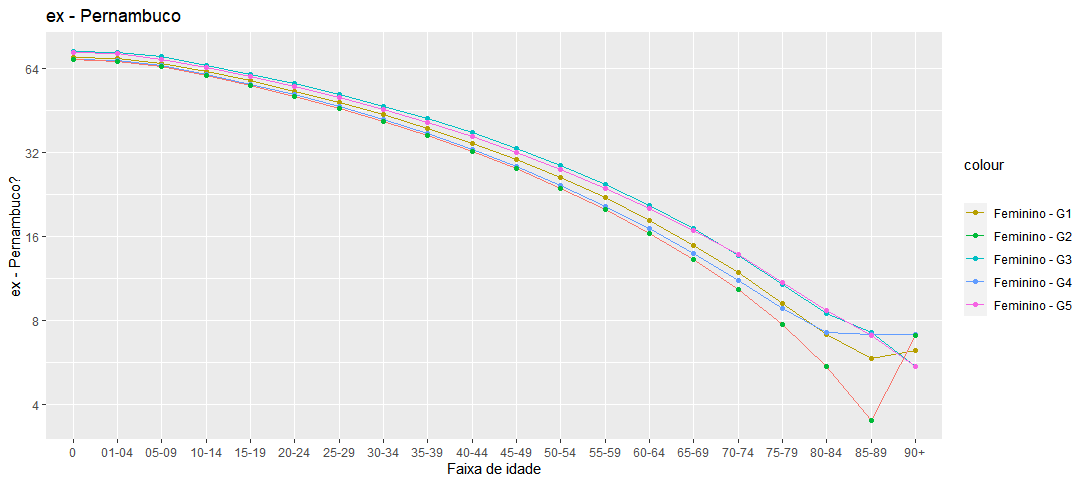 ex - Pernambuco
ex - Pernambuco?
64
32
16
8
4
0 01-04 05-09 10-14 15-19 20-24 25-29 30-34 35-39 40-44 45-49 50-54 55-59 60-64 65-69 70-74 75-79 80-84 85-89 90+
Faixa de idade
colour
Feminino - G1
Feminino - G2
Feminino - G3
Feminino - G4
Feminino - G5